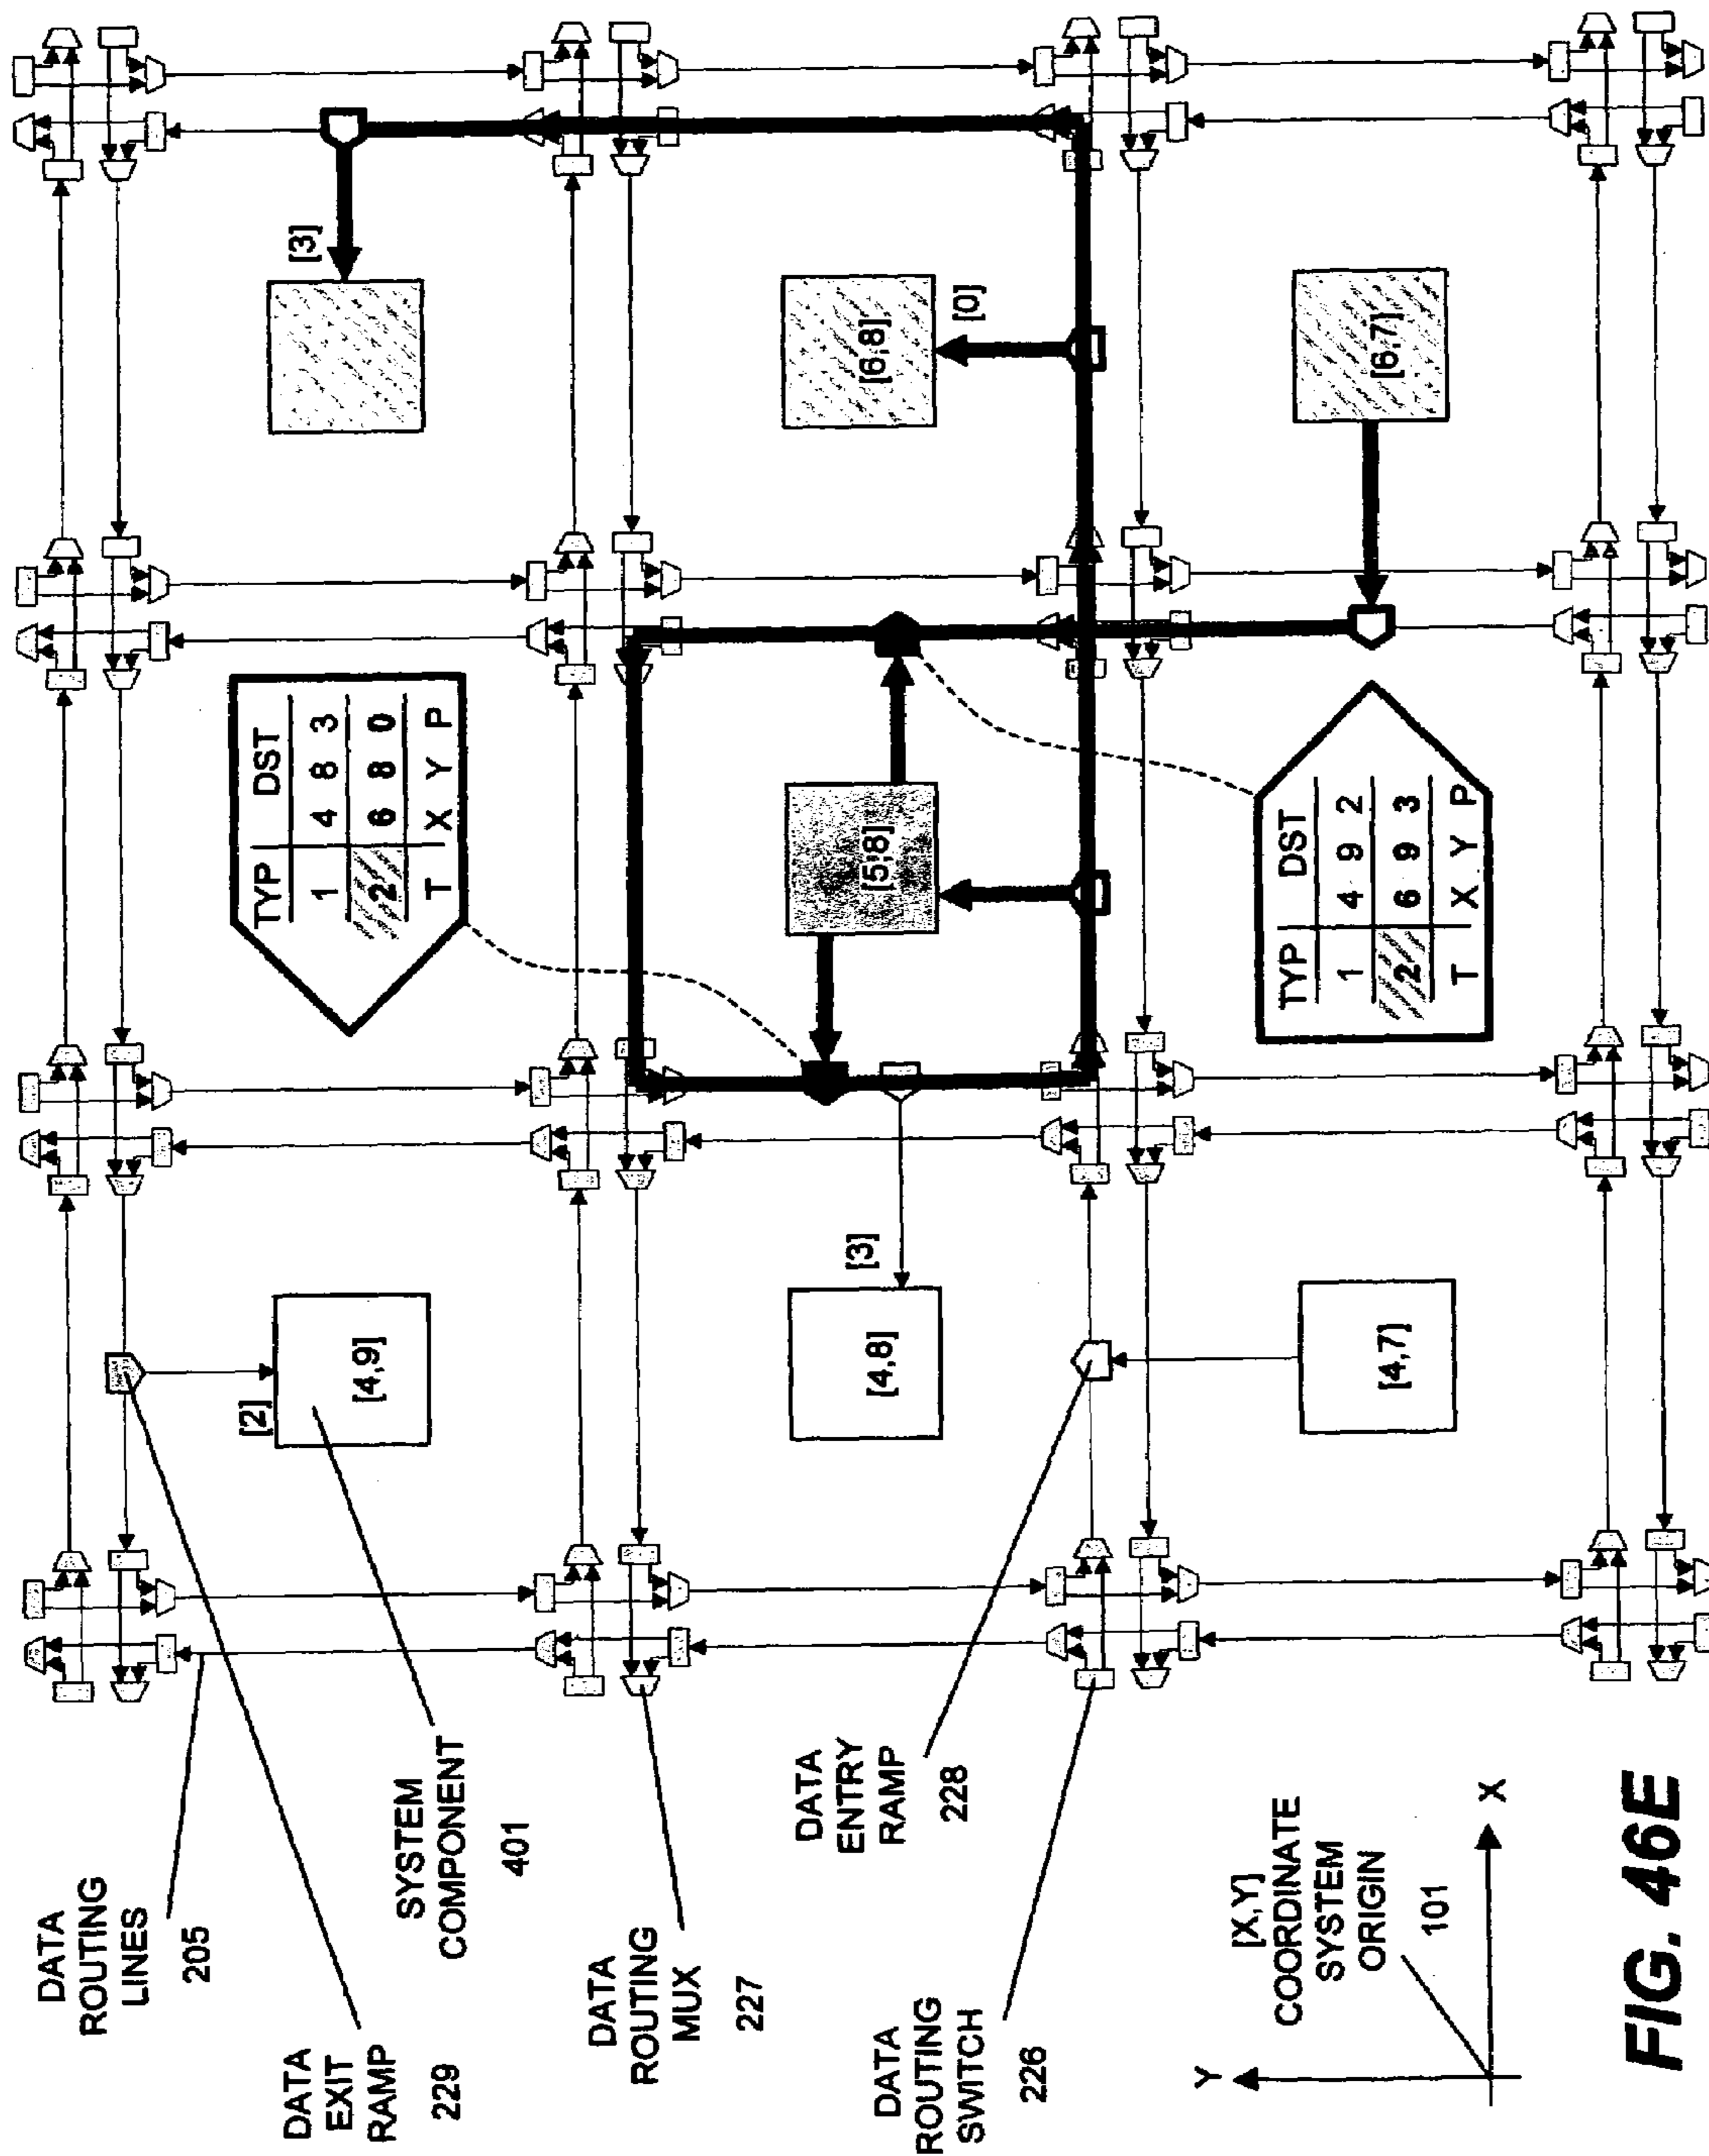 DATA
ROUTING
LINES
205
DATA
EXIT
RAMP
229
SYSTEM
COMPONENT
401
DATA
ROUTING
MUX
227
DATA
ENTRY
RAMP
228
DATA
ROUTING
SWITCH
226
[X,Y]
COORDINATE
SYSTEM
ORIGIN
101
Y
X
[2]
[4,9]
[3]
[4,8]
[4,7]
TYP DST
1 4 8 3
2 6 8 0
T X Y P
[5,8]
TYP DST
1 4 9 2
2 6 9 3
T X Y P
[3]
[6,8]
[0]
[6,7]
FIG. 46E